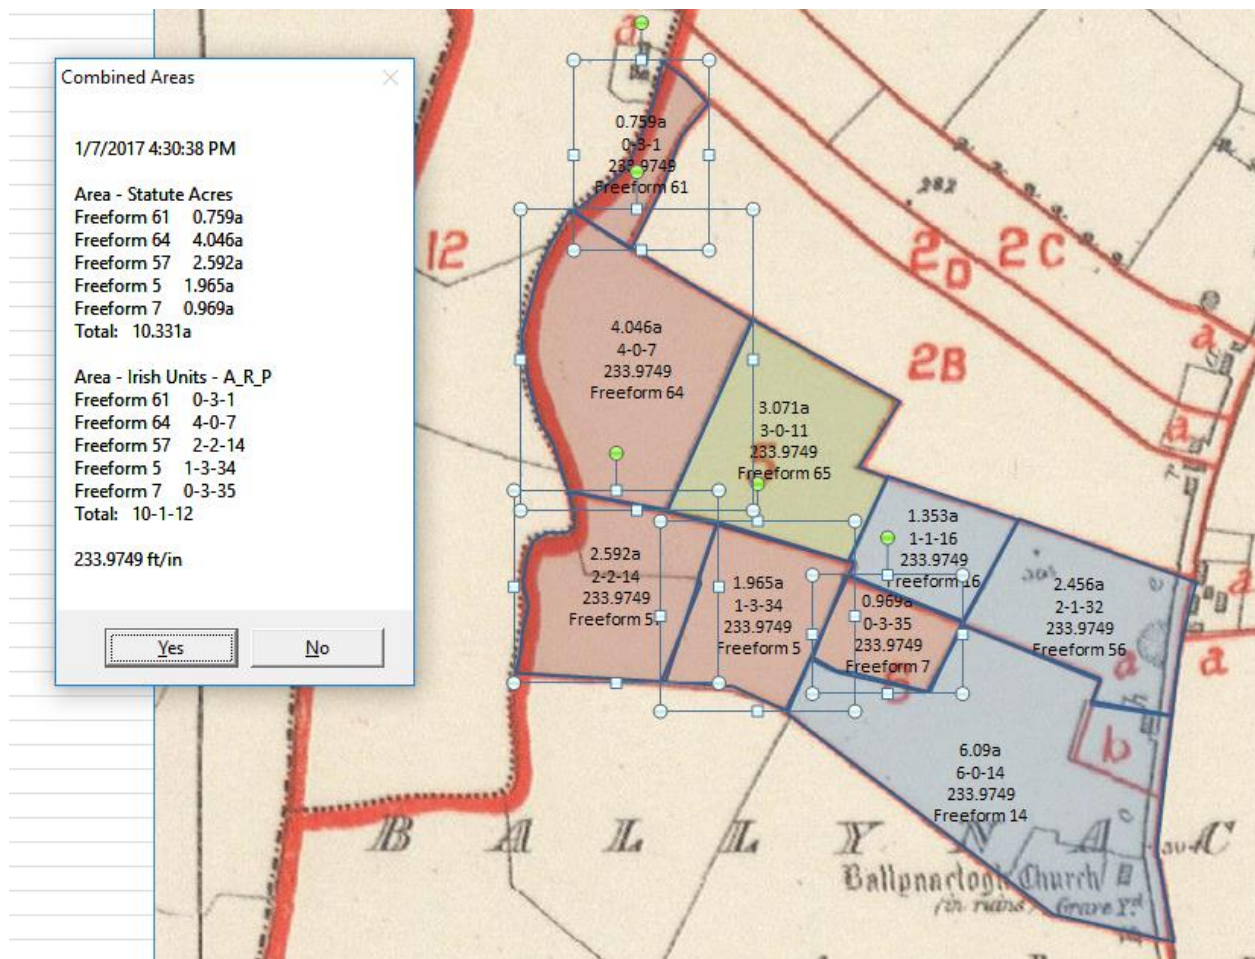 Combined Areas
1/7/2017 4:30:38 PM
Area - Statute Acres
Freeform 61 0.759a
Freeform 64 4.046a
Freeform 57 2.592a
Freeform 5 1.965a
Freeform 7 0.969a
Total: 10.331a
Area - Irish Units - A_R_P
Freeform 61 0-3-1
Freeform 64 4-0-7
Freeform 57 2-2-14
Freeform 5 1-3-34
Freeform 7 0-3-35
Total: 10-1-12
233.9749 ft/in
Yes
No
a
0.759a
0-3-1
233.9749
Freeform 61
282
12
2D
2C
a
2B
4.046a
4-0-7
233.9749
Freeform 64
3.071a
3-0-11
233.9749
Freeform 65
5
a
1.353a
1-1-16
233.9749
Freeform 16
2.592a
2-2-14
233.9749
Freeform 5
1.965a
1-3-34
233.9749
Freeform 5
0.969a
0-3-35
233.9749
Freeform 7
2.456a
2-1-32
233.9749
Freeform 56
a
a
a
b
6.09a
6-0-14
233.9749
Freeform 14
B A L L Y N A C
Ballynaclogh Church
(in ruins) Grave Yd.